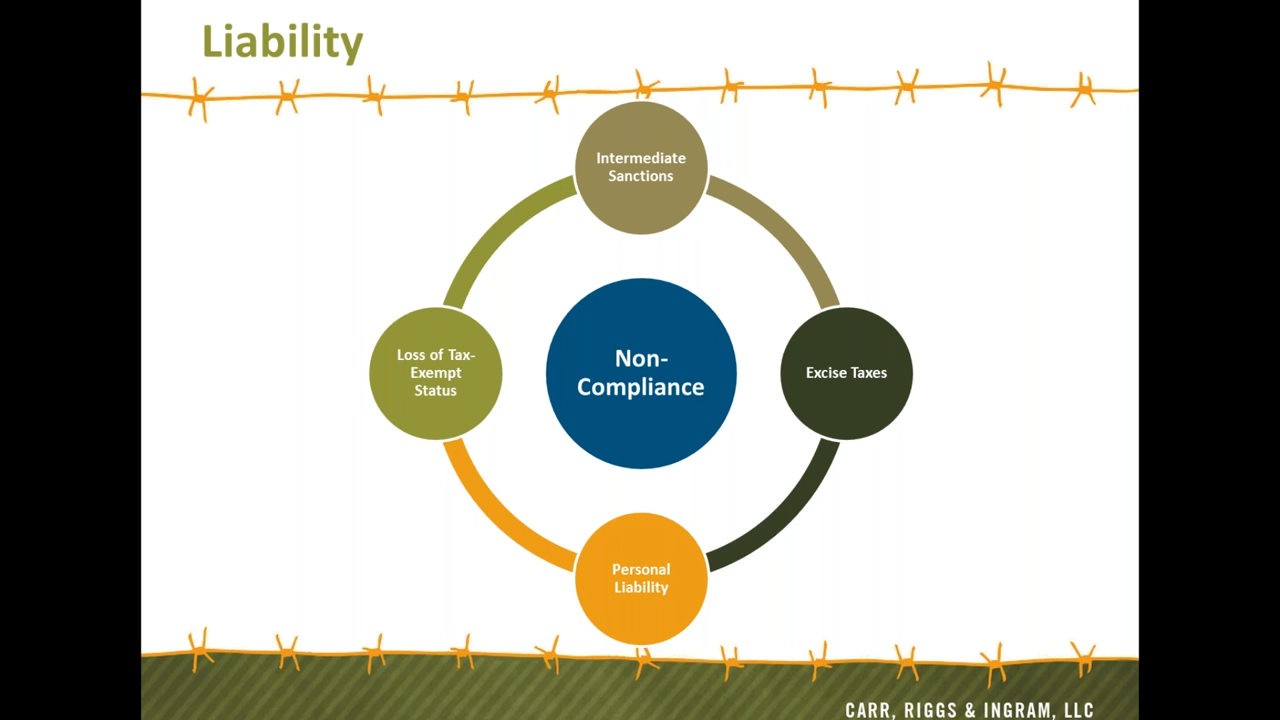 Liability
Intermediate
Sanctions
Loss of Tax-
Exempt
Status
Non-
Compliance
Excise Taxes
Personal
Liability
CARR, RIGGS & INGRAM, LLC